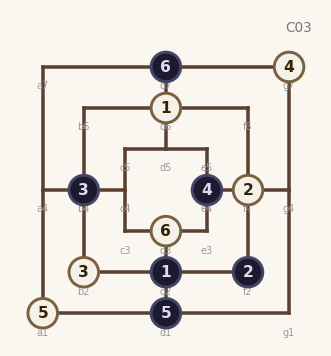 C03
6 4
a7 d7 g7
1
b6 d6 f6
c5 d5 e5
3 4 2
a4 b4 c4 e4 f4 g4
6
c3 d3 e3
3 1 2
b2 d2 f2
5 5
a1 d1 g1